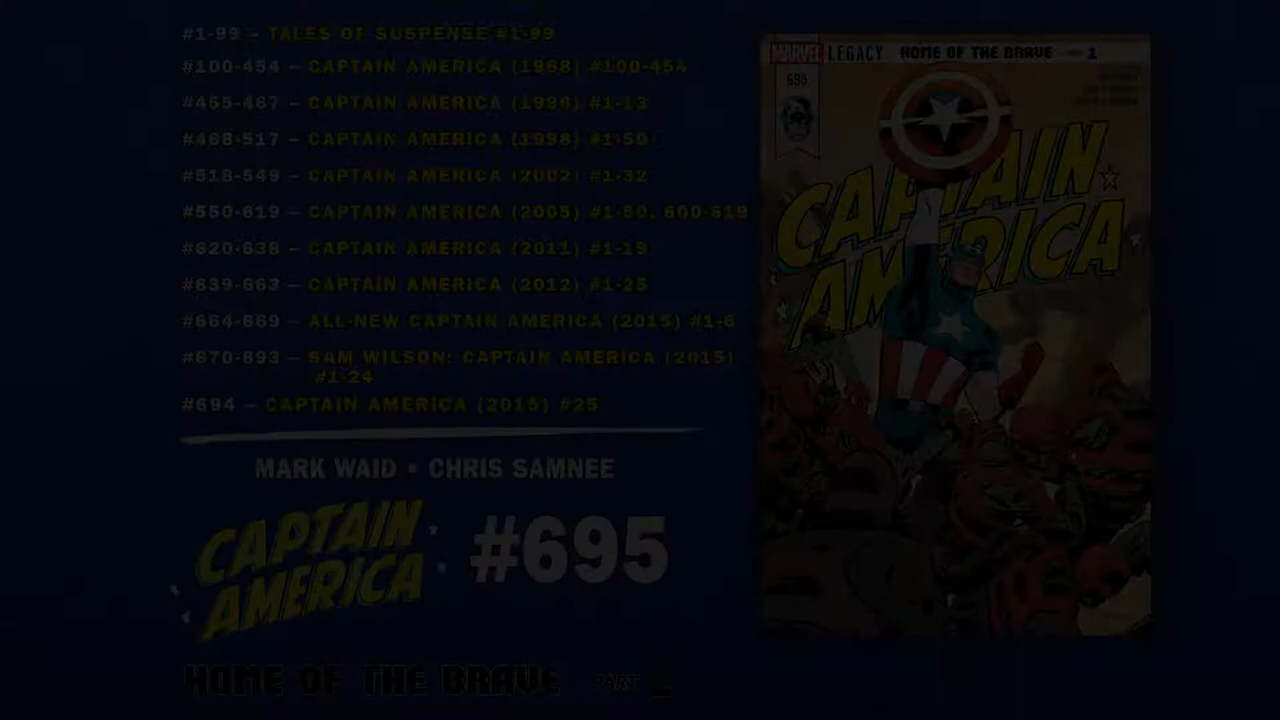 #1-99 – TALES OF SUSPENSE #1-99
#100-454 – CAPTAIN AMERICA (1968) #100-454
#455-467 – CAPTAIN AMERICA (1996) #1-13
#468-517 – CAPTAIN AMERICA (1998) #1-50
#518-549 – CAPTAIN AMERICA (2002) #1-32
#550-619 – CAPTAIN AMERICA (2005) #1-50, 600-619
#620-638 – CAPTAIN AMERICA (2011) #1-19
#639-663 – CAPTAIN AMERICA (2012) #1-25
#664-669 – ALL-NEW CAPTAIN AMERICA (2015) #1-6
#670-693 – SAM WILSON: CAPTAIN AMERICA (2015)
#1-24
#694 – CAPTAIN AMERICA (2015) #25
MARK WAID • CHRIS SAMNEE
CAPTAIN
AMERICA
#695
HOME OF THE BRAVE PART 1
MARVEL LEGACY HOME OF THE BRAVE 1
695
CAPTAIN
AMERICA